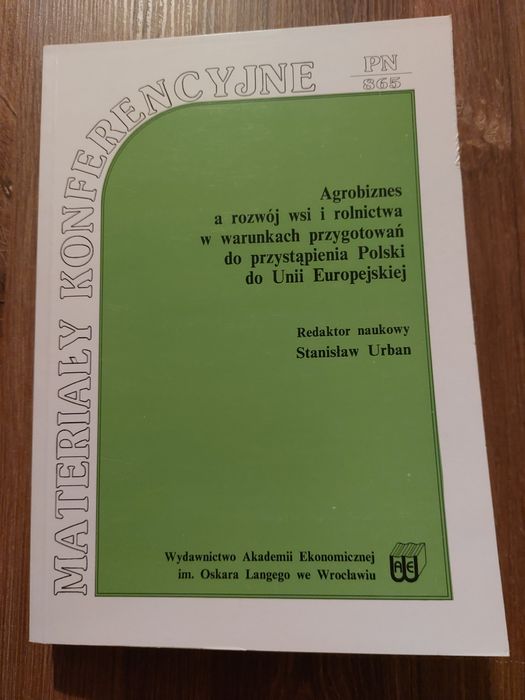 MATERIAŁY KONFERENCYJNE
PN
865
Agrobiznes
a rozwój wsi i rolnictwa
w warunkach przygotowań
do przystąpienia Polski
do Unii Europejskiej
Redaktor naukowy
Stanisław Urban
Wydawnictwo Akademii Ekonomicznej
im. Oskara Langego we Wrocławiu
AE